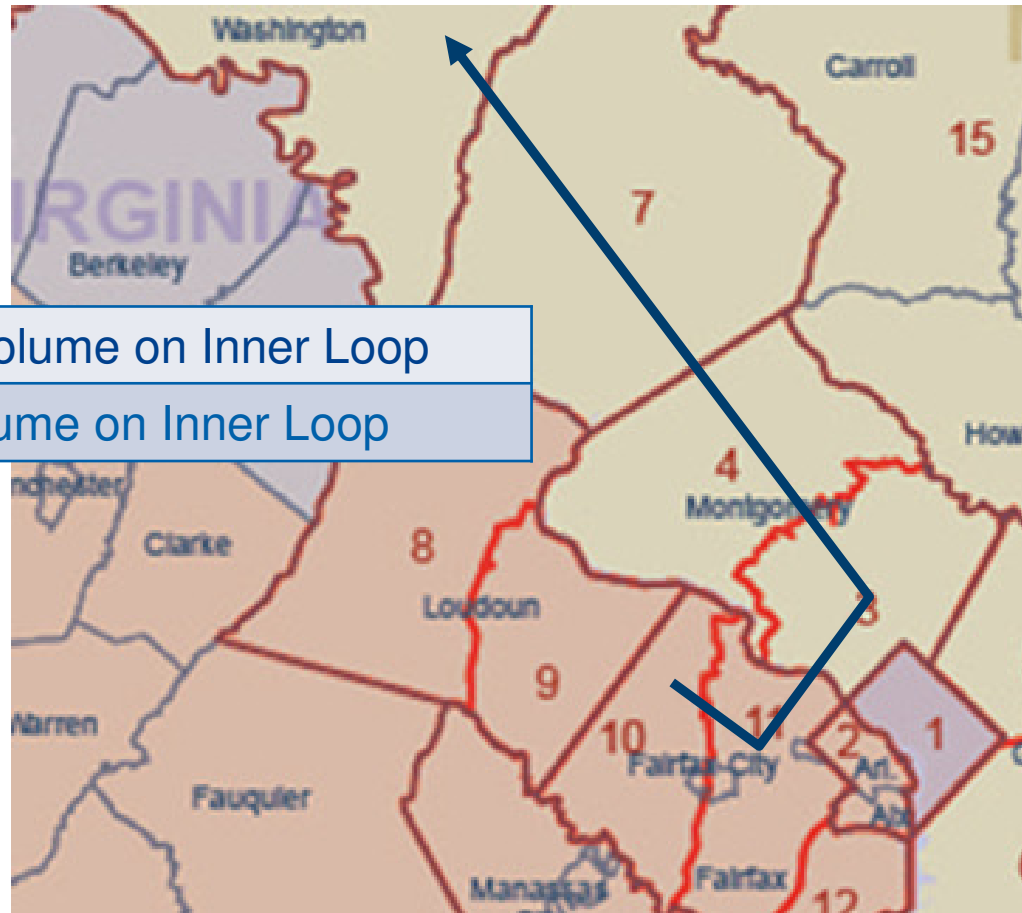 Washington
Carroll
15
7
IRGINIA
Berkeley
olume on Inner Loop
ume on Inner Loop
How
4
Montgomery
nchester
Clarke
8
Loudoun
3
9
Warren
10
11
2
1
Fairfax City
Arl.
Fauquier
Alx
Manassas
Fairfax
12